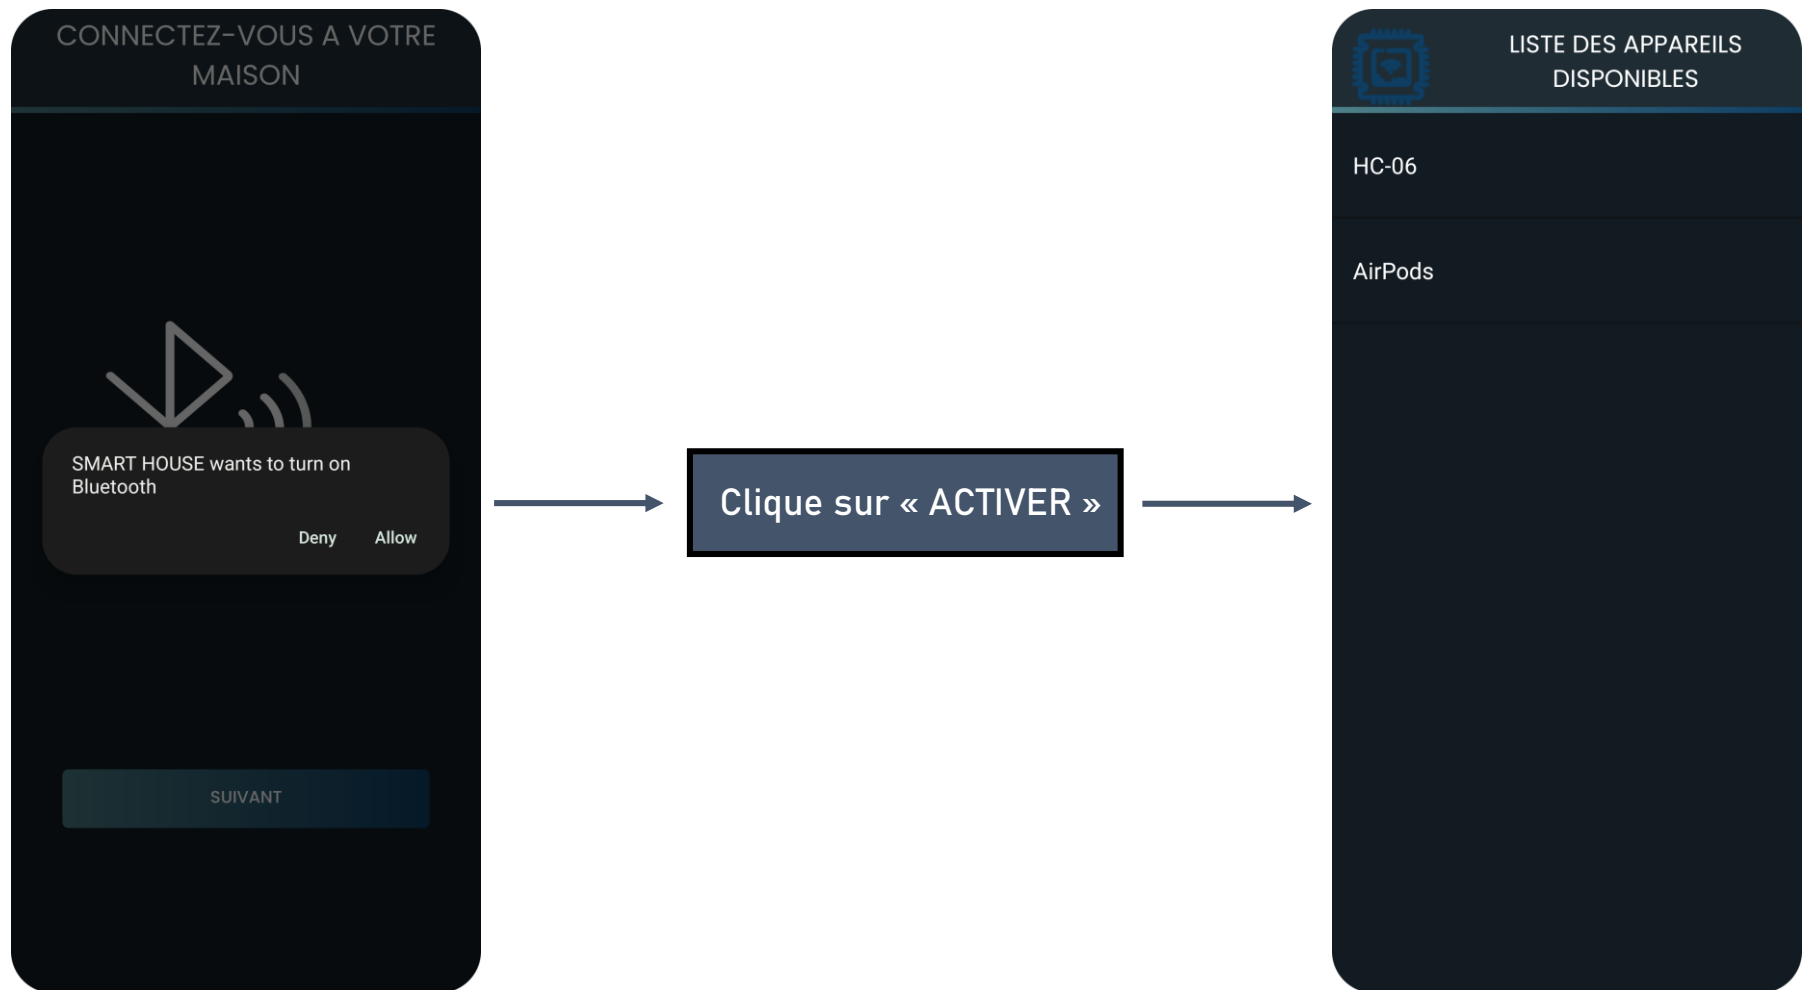 CONNECTEZ-VOUS A VOTRE
MAISON
SMART HOUSE wants to turn on
Bluetooth
Deny Allow
SUIVANT
Clique sur « ACTIVER »
LISTE DES APPAREILS
DISPONIBLES
HC-06
AirPods